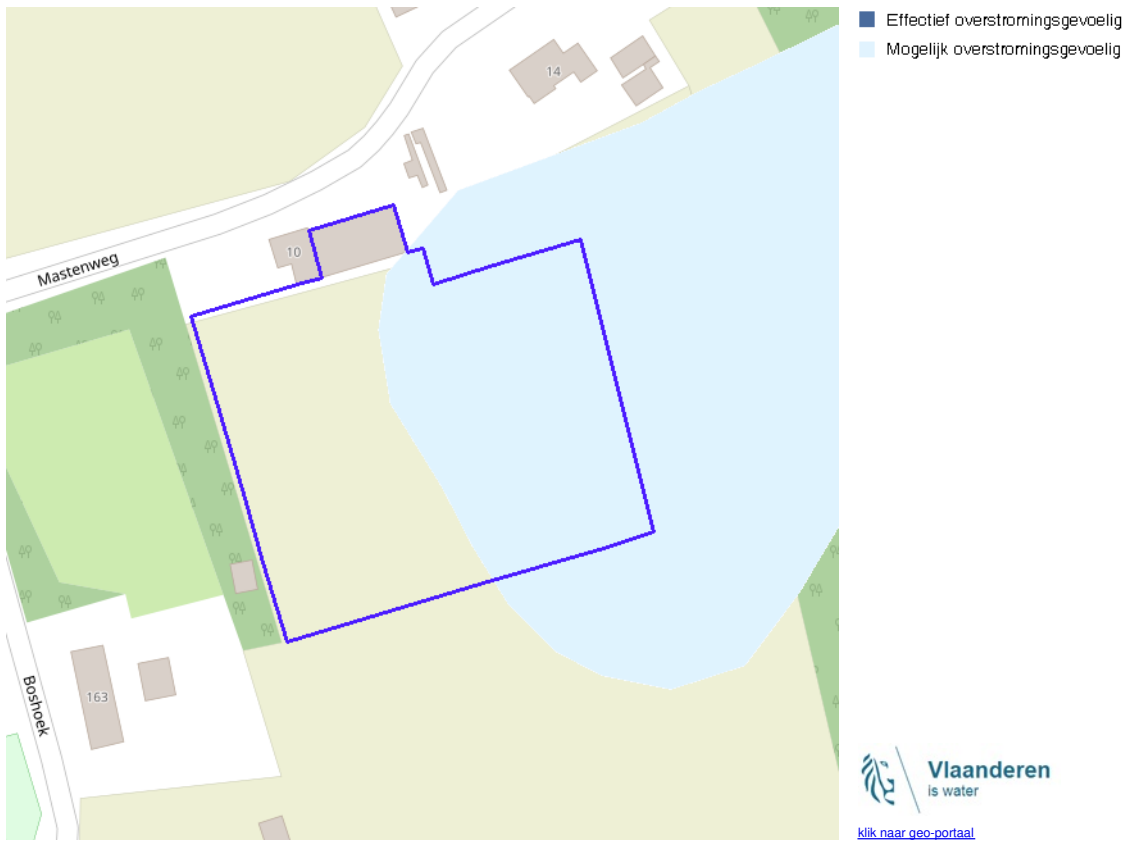 Effectief overstromingsgevoelig
Mogelijk overstromingsgevoelig
14
10
Mastenweg
163
Boshoek
Vlaanderen
is water
klik naar geo-portaal